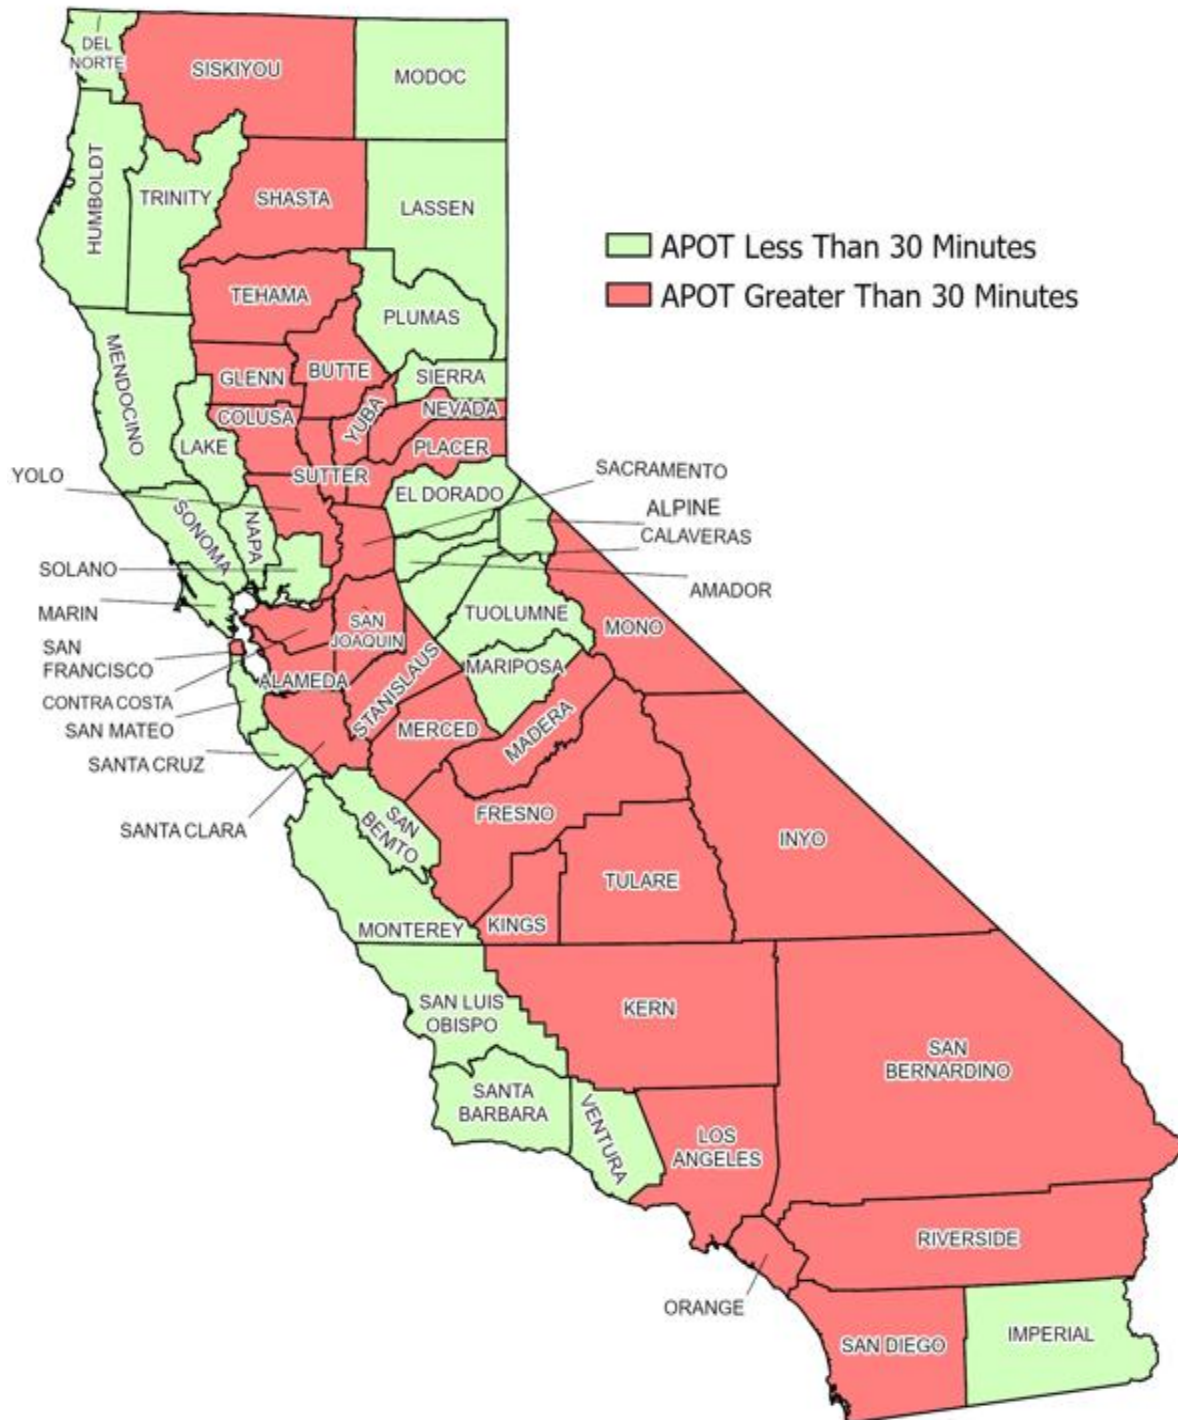 DEL
NORTE
SISKIYOU
MODOC
HUMBOLDT
TRINITY
SHASTA
LASSEN
APOT Less Than 30 Minutes
APOT Greater Than 30 Minutes
TEHAMA
PLUMAS
MENDOCINO
GLENN
BUTTE
SIERRA
COLUSA
YUBA
NEVADA
LAKE
PLACER
YOLO
SUTTER
SACRAMENTO
EL DORADO
ALPINE
SONOMA
NAPA
CALAVERAS
SOLANO
AMADOR
MARIN
SAN
JOAQUIN
TUOLUMNE
MONO
SAN
FRANCISCO
MARIPOSA
CONTRA COSTA
ALAMEDA
STANISLAUS
SAN MATEO
MERCED
MADERA
SANTA CRUZ
SANTA CLARA
SAN
BEMTO
FRESNO
INYO
TULARE
MONTEREY
KINGS
SAN LUIS
OBISPO
KERN
SAN
BERNARDINO
SANTA
BARBARA
VENTURA
LOS
ANGELES
RIVERSIDE
ORANGE
SAN DIEGO
IMPERIAL